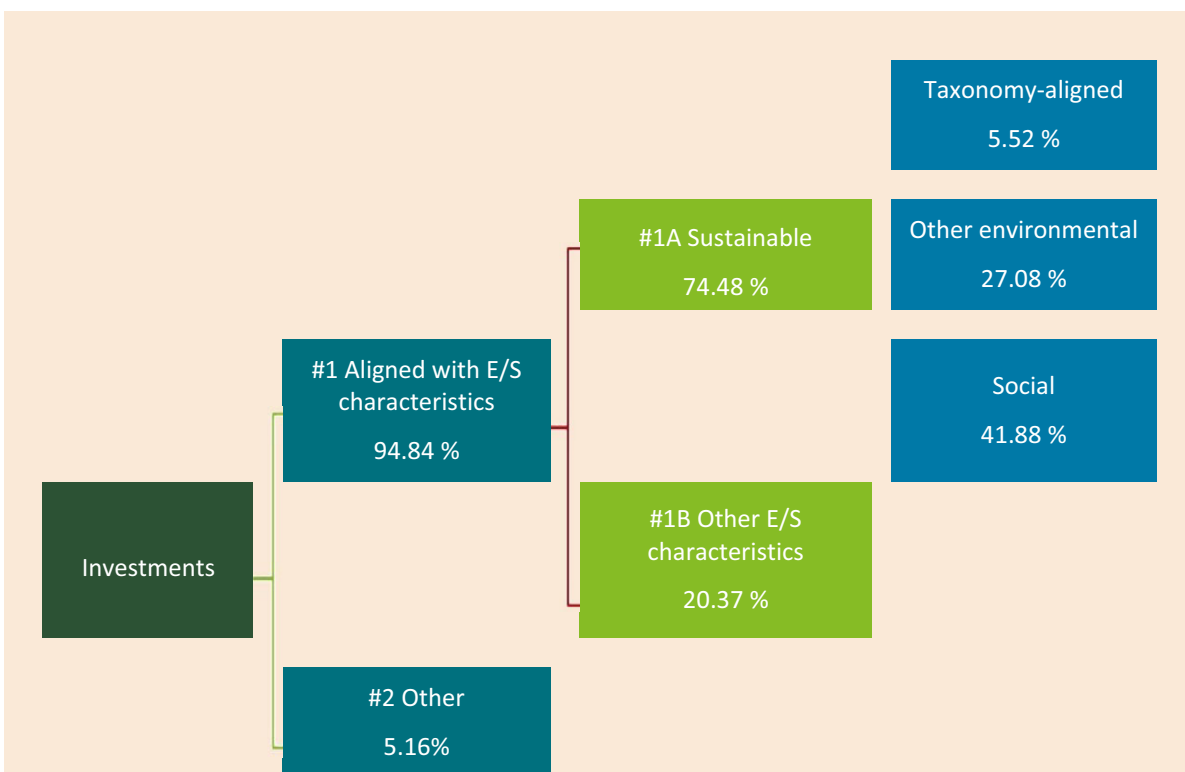 Taxonomy-aligned
5.52 %
#1A Sustainable
74.48 %
Other environmental
27.08 %
#1 Aligned with E/S
characteristics
94.84 %
Social
41.88 %
Investments
#1B Other E/S
characteristics
20.37 %
#2 Other
5.16%